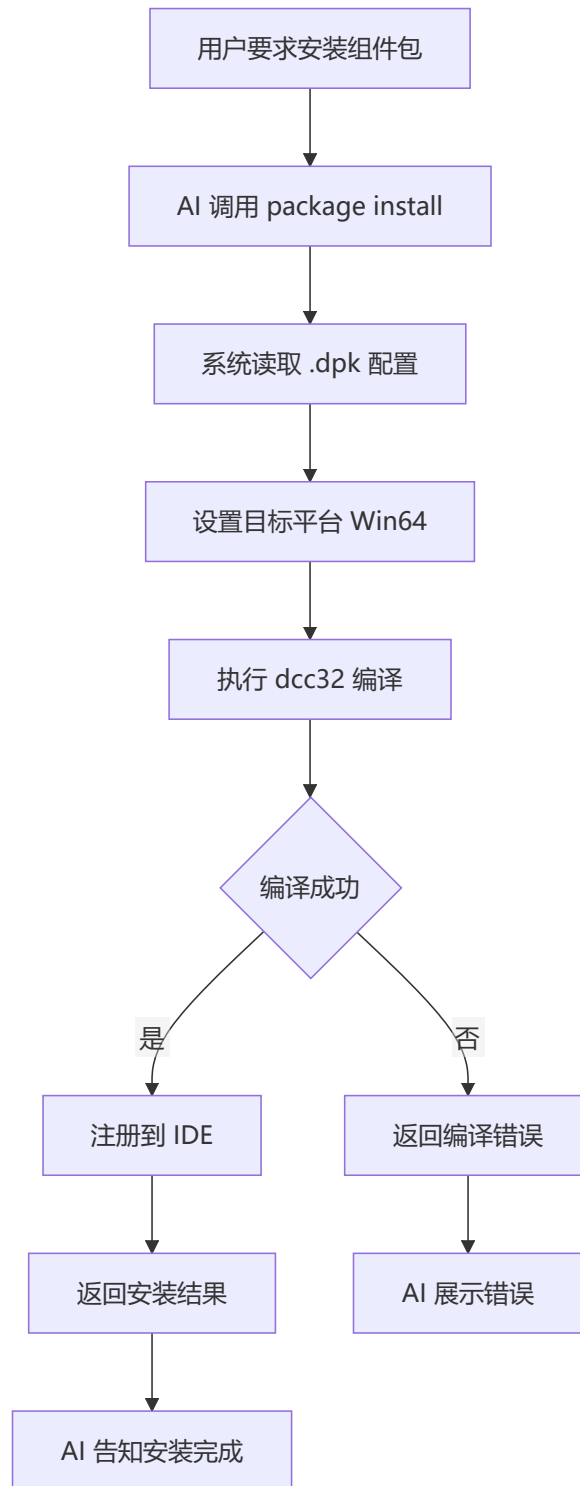 用户要求安装组件包
AI 调用 package install
系统读取 .dpk 配置
设置目标平台 Win64
执行 dcc32 编译
编译成功
是
否
注册到 IDE
返回编译错误
返回安装结果
AI 展示错误
AI 告知安装完成